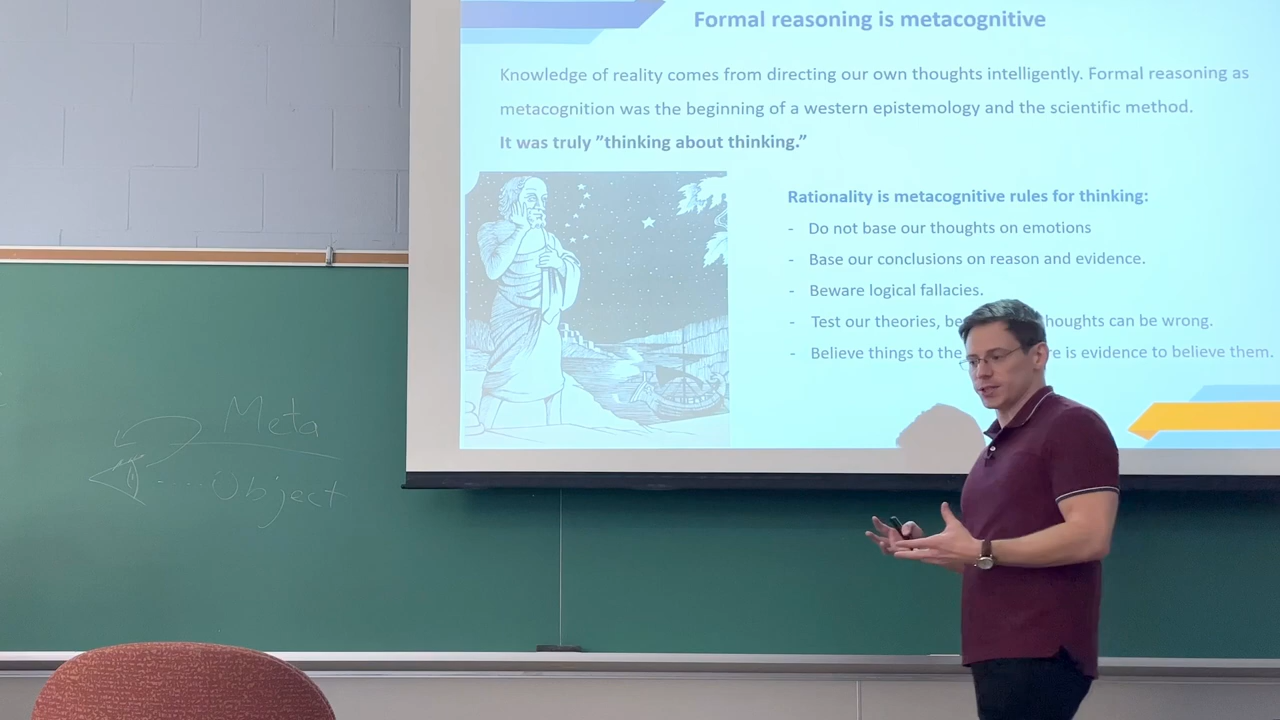 Formal reasoning is metacognitive
Knowledge of reality comes from directing our own thoughts intelligently. Formal reasoning as
metacognition was the beginning of a western epistemology and the scientific method.
It was truly ”thinking about thinking.”
Rationality is metacognitive rules for thinking:
- Do not base our thoughts on emotions
- Base our conclusions on reason and evidence.
- Beware logical fallacies.
- Test our theories, houghts can be wrong.
- Believe things to the is evidence to believe them.
Meta
Object